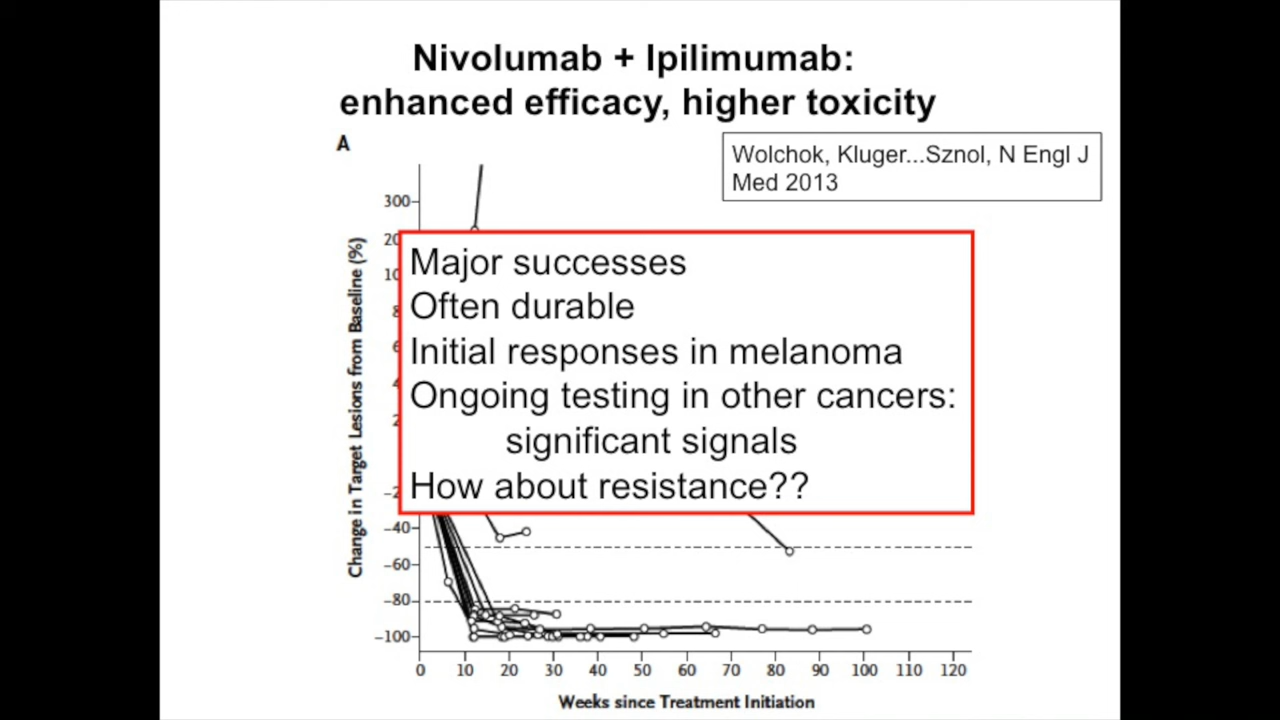 Nivolumab + Ipilimumab:
enhanced efficacy, higher toxicity
A
Wolchok, Kluger...Sznol, N Engl J
Med 2013
Change in Target Lesions from Baseline (%)
300
Major successes
Often durable
Initial responses in melanoma
Ongoing testing in other cancers:
significant signals
How about resistance??
-40
-60
-80
-100
0 10 20 30 40 50 60 70 80 90 100 110 120
Weeks since Treatment Initiation